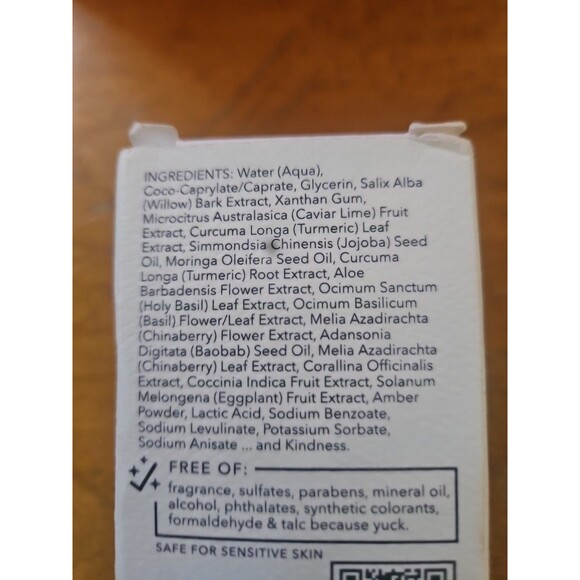 INGREDIENTS: Water (Aqua),
Coco-Caprylate/Caprate, Glycerin, Salix Alba
(Willow) Bark Extract, Xanthan Gum,
Microcitrus Australasica (Caviar Lime) Fruit
Extract, Curcuma Longa (Turmeric) Leaf
Extract, Simmondsia Chinensis (Jojoba) Seed
Oil, Moringa Oleifera Seed Oil, Curcuma
Longa (Turmeric) Root Extract, Aloe
Barbadensis Flower Extract, Ocimum Sanctum
(Holy Basil) Leaf Extract, Ocimum Basilicum
(Basil) Flower/Leaf Extract, Melia Azadirachta
(Chinaberry) Flower Extract, Adansonia
Digitata (Baobab) Seed Oil, Melia Azadirachta
(Chinaberry) Leaf Extract, Corallina Officinalis
Extract, Coccinia Indica Fruit Extract, Solanum
Melongena (Eggplant) Fruit Extract, Amber
Powder, Lactic Acid, Sodium Benzoate,
Sodium Levulinate, Potassium Sorbate,
Sodium Anisate ... and Kindness.
FREE OF:
fragrance, sulfates, parabens, mineral oil,
alcohol, phthalates, synthetic colorants,
formaldehyde & talc because yuck.
SAFE FOR SENSITIVE SKIN